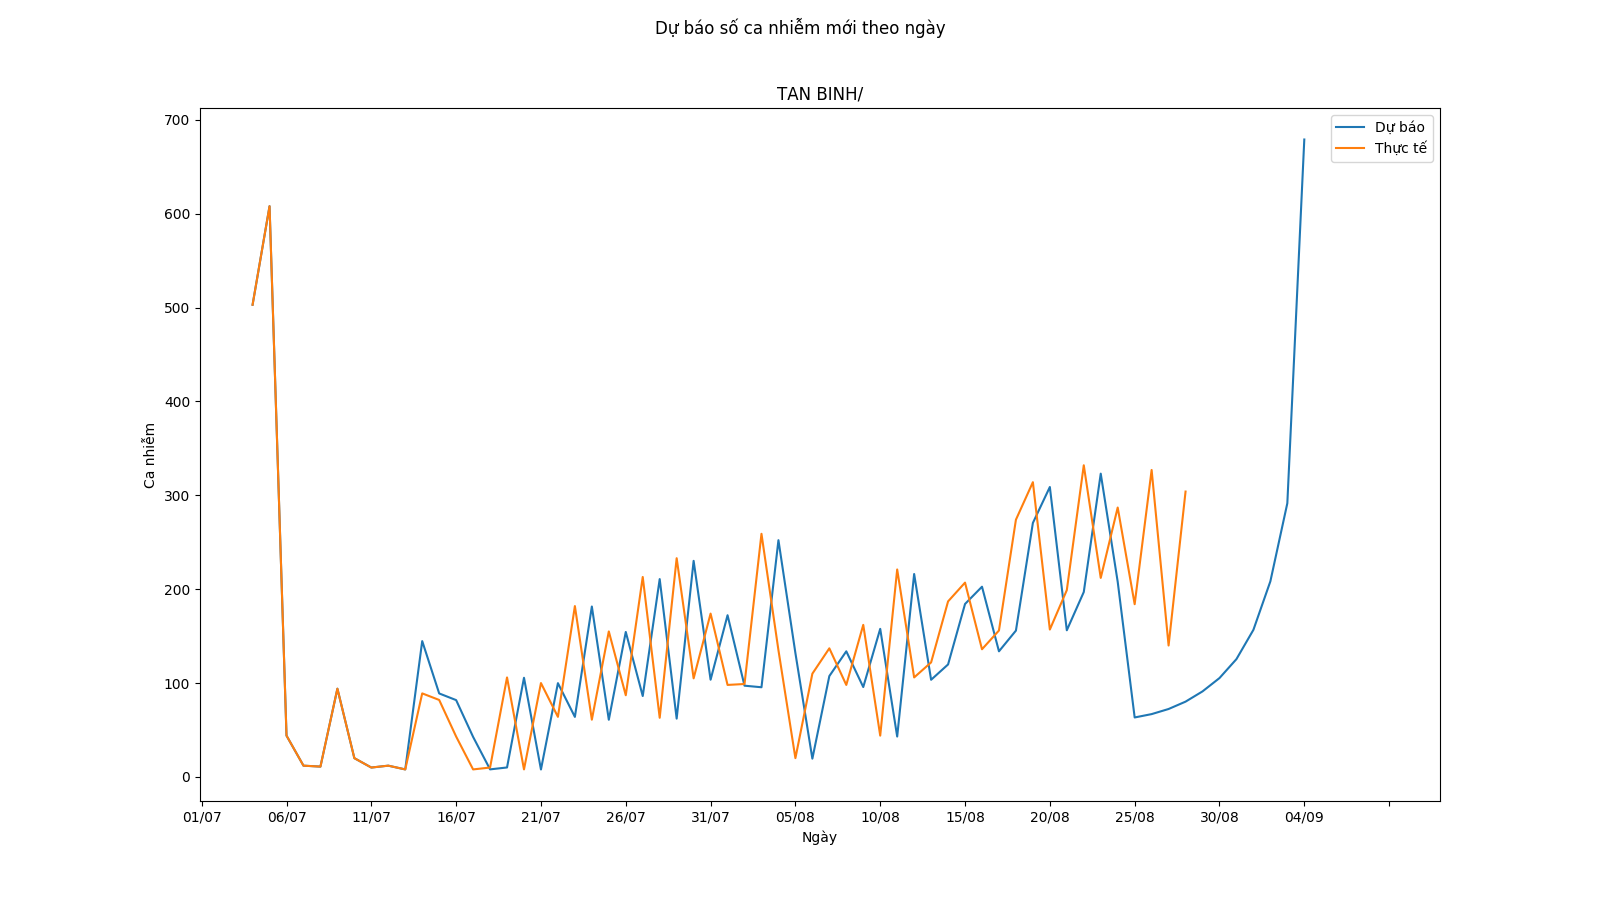 Dự báo số ca nhiễm mới theo ngày
TAN BINH/
Dự báo
Thực tế
700
600
500
400
300
200
100
0
Ca nhiễm
01/07 06/07 11/07 16/07 21/07 26/07 31/07 05/08 10/08 15/08 20/08 25/08 30/08 04/09
Ngày